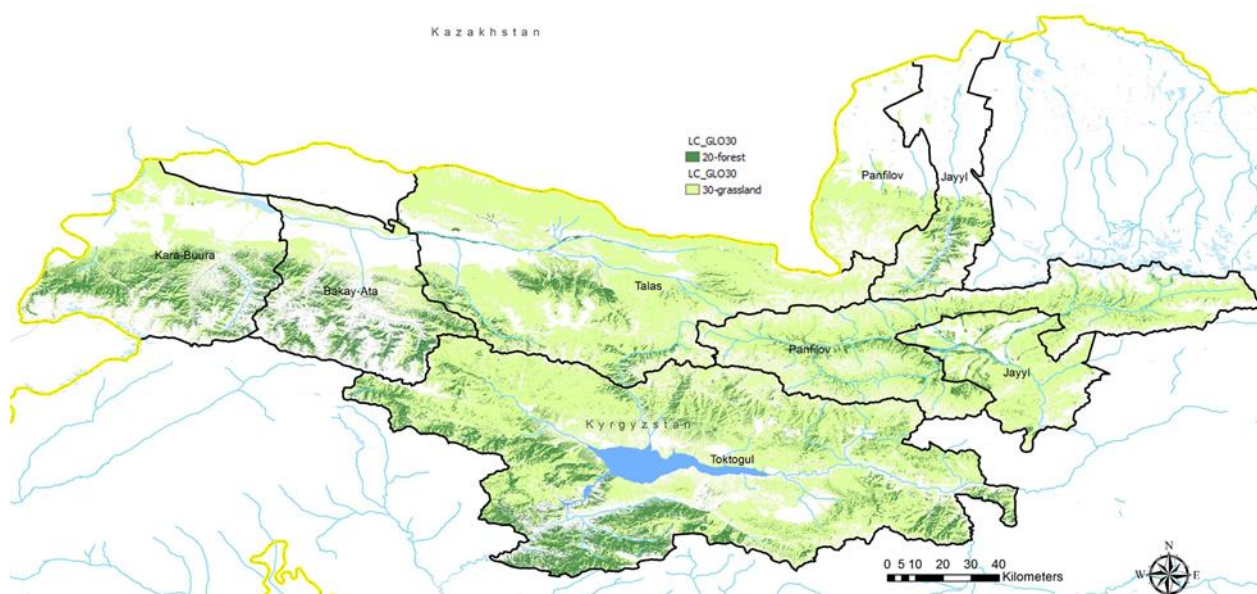 Kazakhstan
LC_GLO30
20-forest
LC_GLO30
30-grassland
Panfilov
Jayyl
Kara-Buura
Bakay-Ata
Talas
Panfilov
Jayyl
Kyrgyzstan
Toktogul
N
W E
S
0 5 10 20 30 40
Kilometers